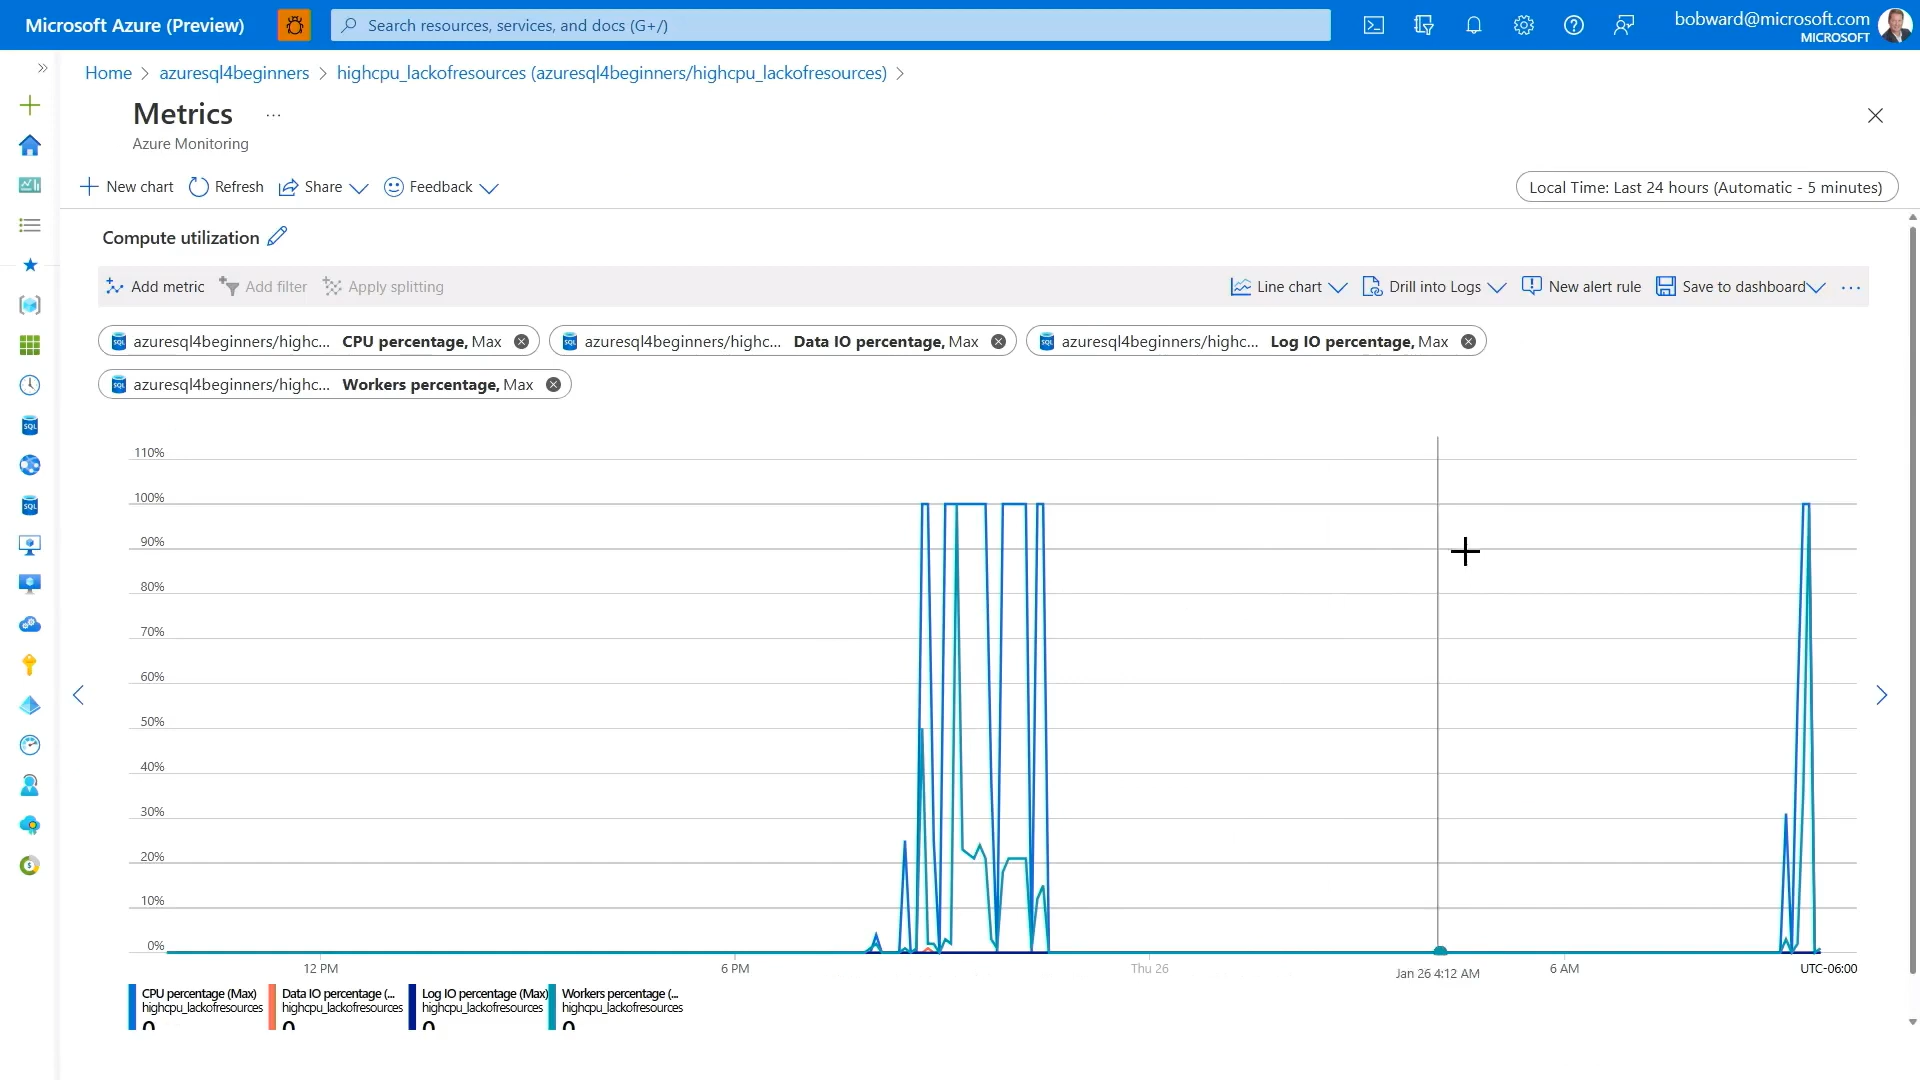 Microsoft Azure (Preview)
Search resources, services, and docs (G+/)
bobward@microsoft.com
MICROSOFT
Home > azuresql4beginners > highcpu_lackofresources (azuresql4beginners/highcpu_lackofresources) >
Metrics ...
Azure Monitoring
New chart Refresh Share Feedback
Local Time: Last 24 hours (Automatic - 5 minutes)
Compute utilization
Add metric Add filter Apply splitting Line chart Drill into Logs New alert rule Save to dashboard ...
azuresql4beginners/highc... CPU percentage, Max
azuresql4beginners/highc... Data IO percentage, Max
azuresql4beginners/highc... Log IO percentage, Max
azuresql4beginners/highc... Workers percentage, Max
110%
100%
90%
80%
70%
60%
50%
40%
30%
20%
10%
0%
12 PM 6 PM Thu 26 Jan 26 4:12 AM 6 AM UTC-06:00
CPU percentage (Max)
highcpu_lackofresources
0
Data IO percentage (...
highcpu_lackofresources
0
Log IO percentage (Max)
highcpu_lackofresources
0
Workers percentage (...
highcpu_lackofresources
0